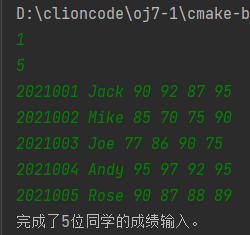 D:\clioncode\oj7-1\cmake-b
1
5
2021001 Jack 90 92 87 95
2021002 Mike 85 70 75 90
2021003 Joe 77 86 90 75
2021004 Andy 95 97 92 95
2021005 Rose 90 87 88 89
完成了5位同学的成绩输入。